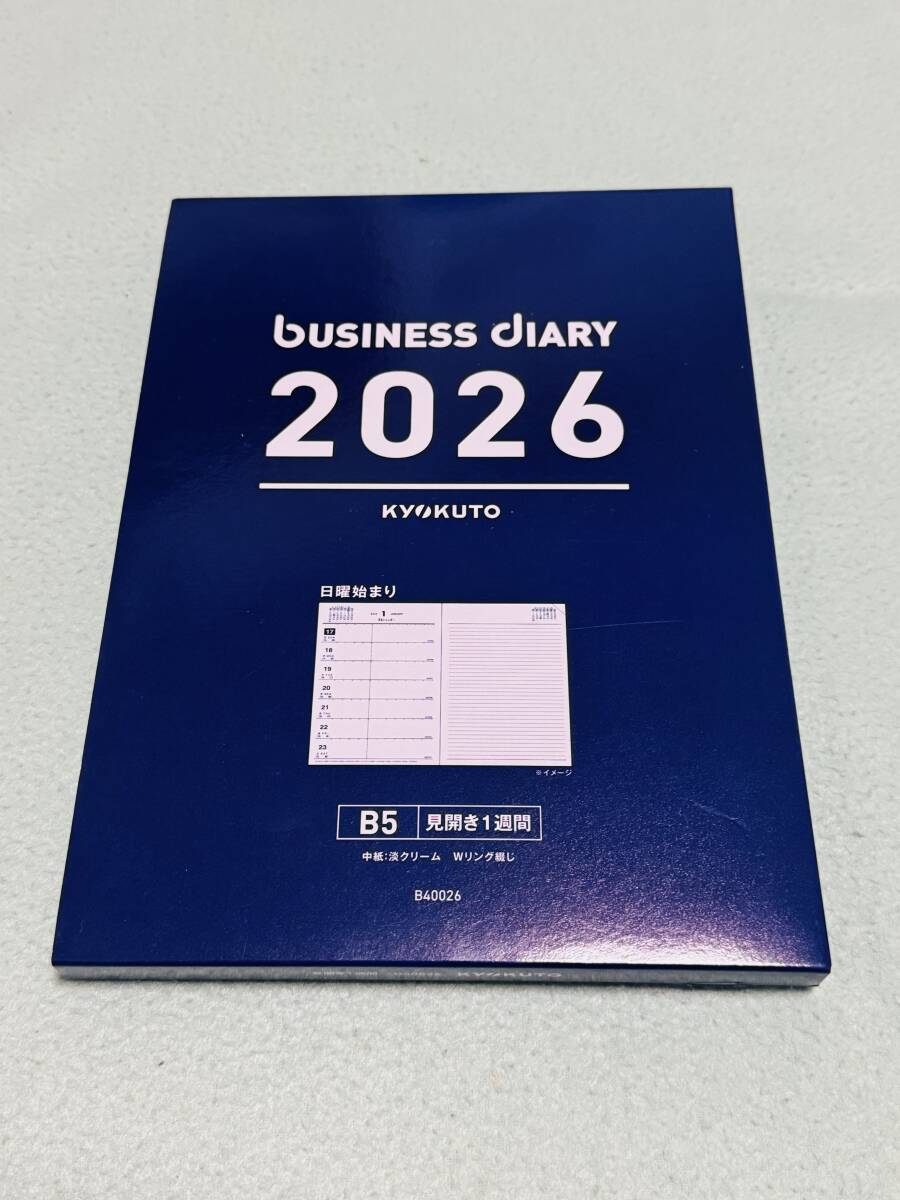 BUSINESS DIARY
2026
KYOKUTO
日曜始まり
1
17
18
19
20
21
22
23
※イメージ
B5 見開き1週間
中紙:淡クリーム Wリング綴じ
B40026
KYOKUTO